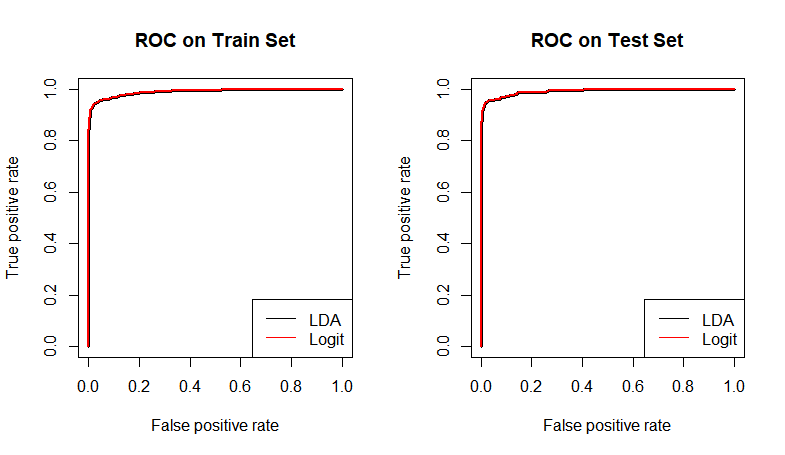 ROC on Train Set
True positive rate
1.0
0.8
0.6
0.4
0.2
0.0
LDA
Logit
0.0 0.2 0.4 0.6 0.8 1.0
False positive rate
ROC on Test Set
True positive rate
1.0
0.8
0.6
0.4
0.2
0.0
LDA
Logit
0.0 0.2 0.4 0.6 0.8 1.0
False positive rate